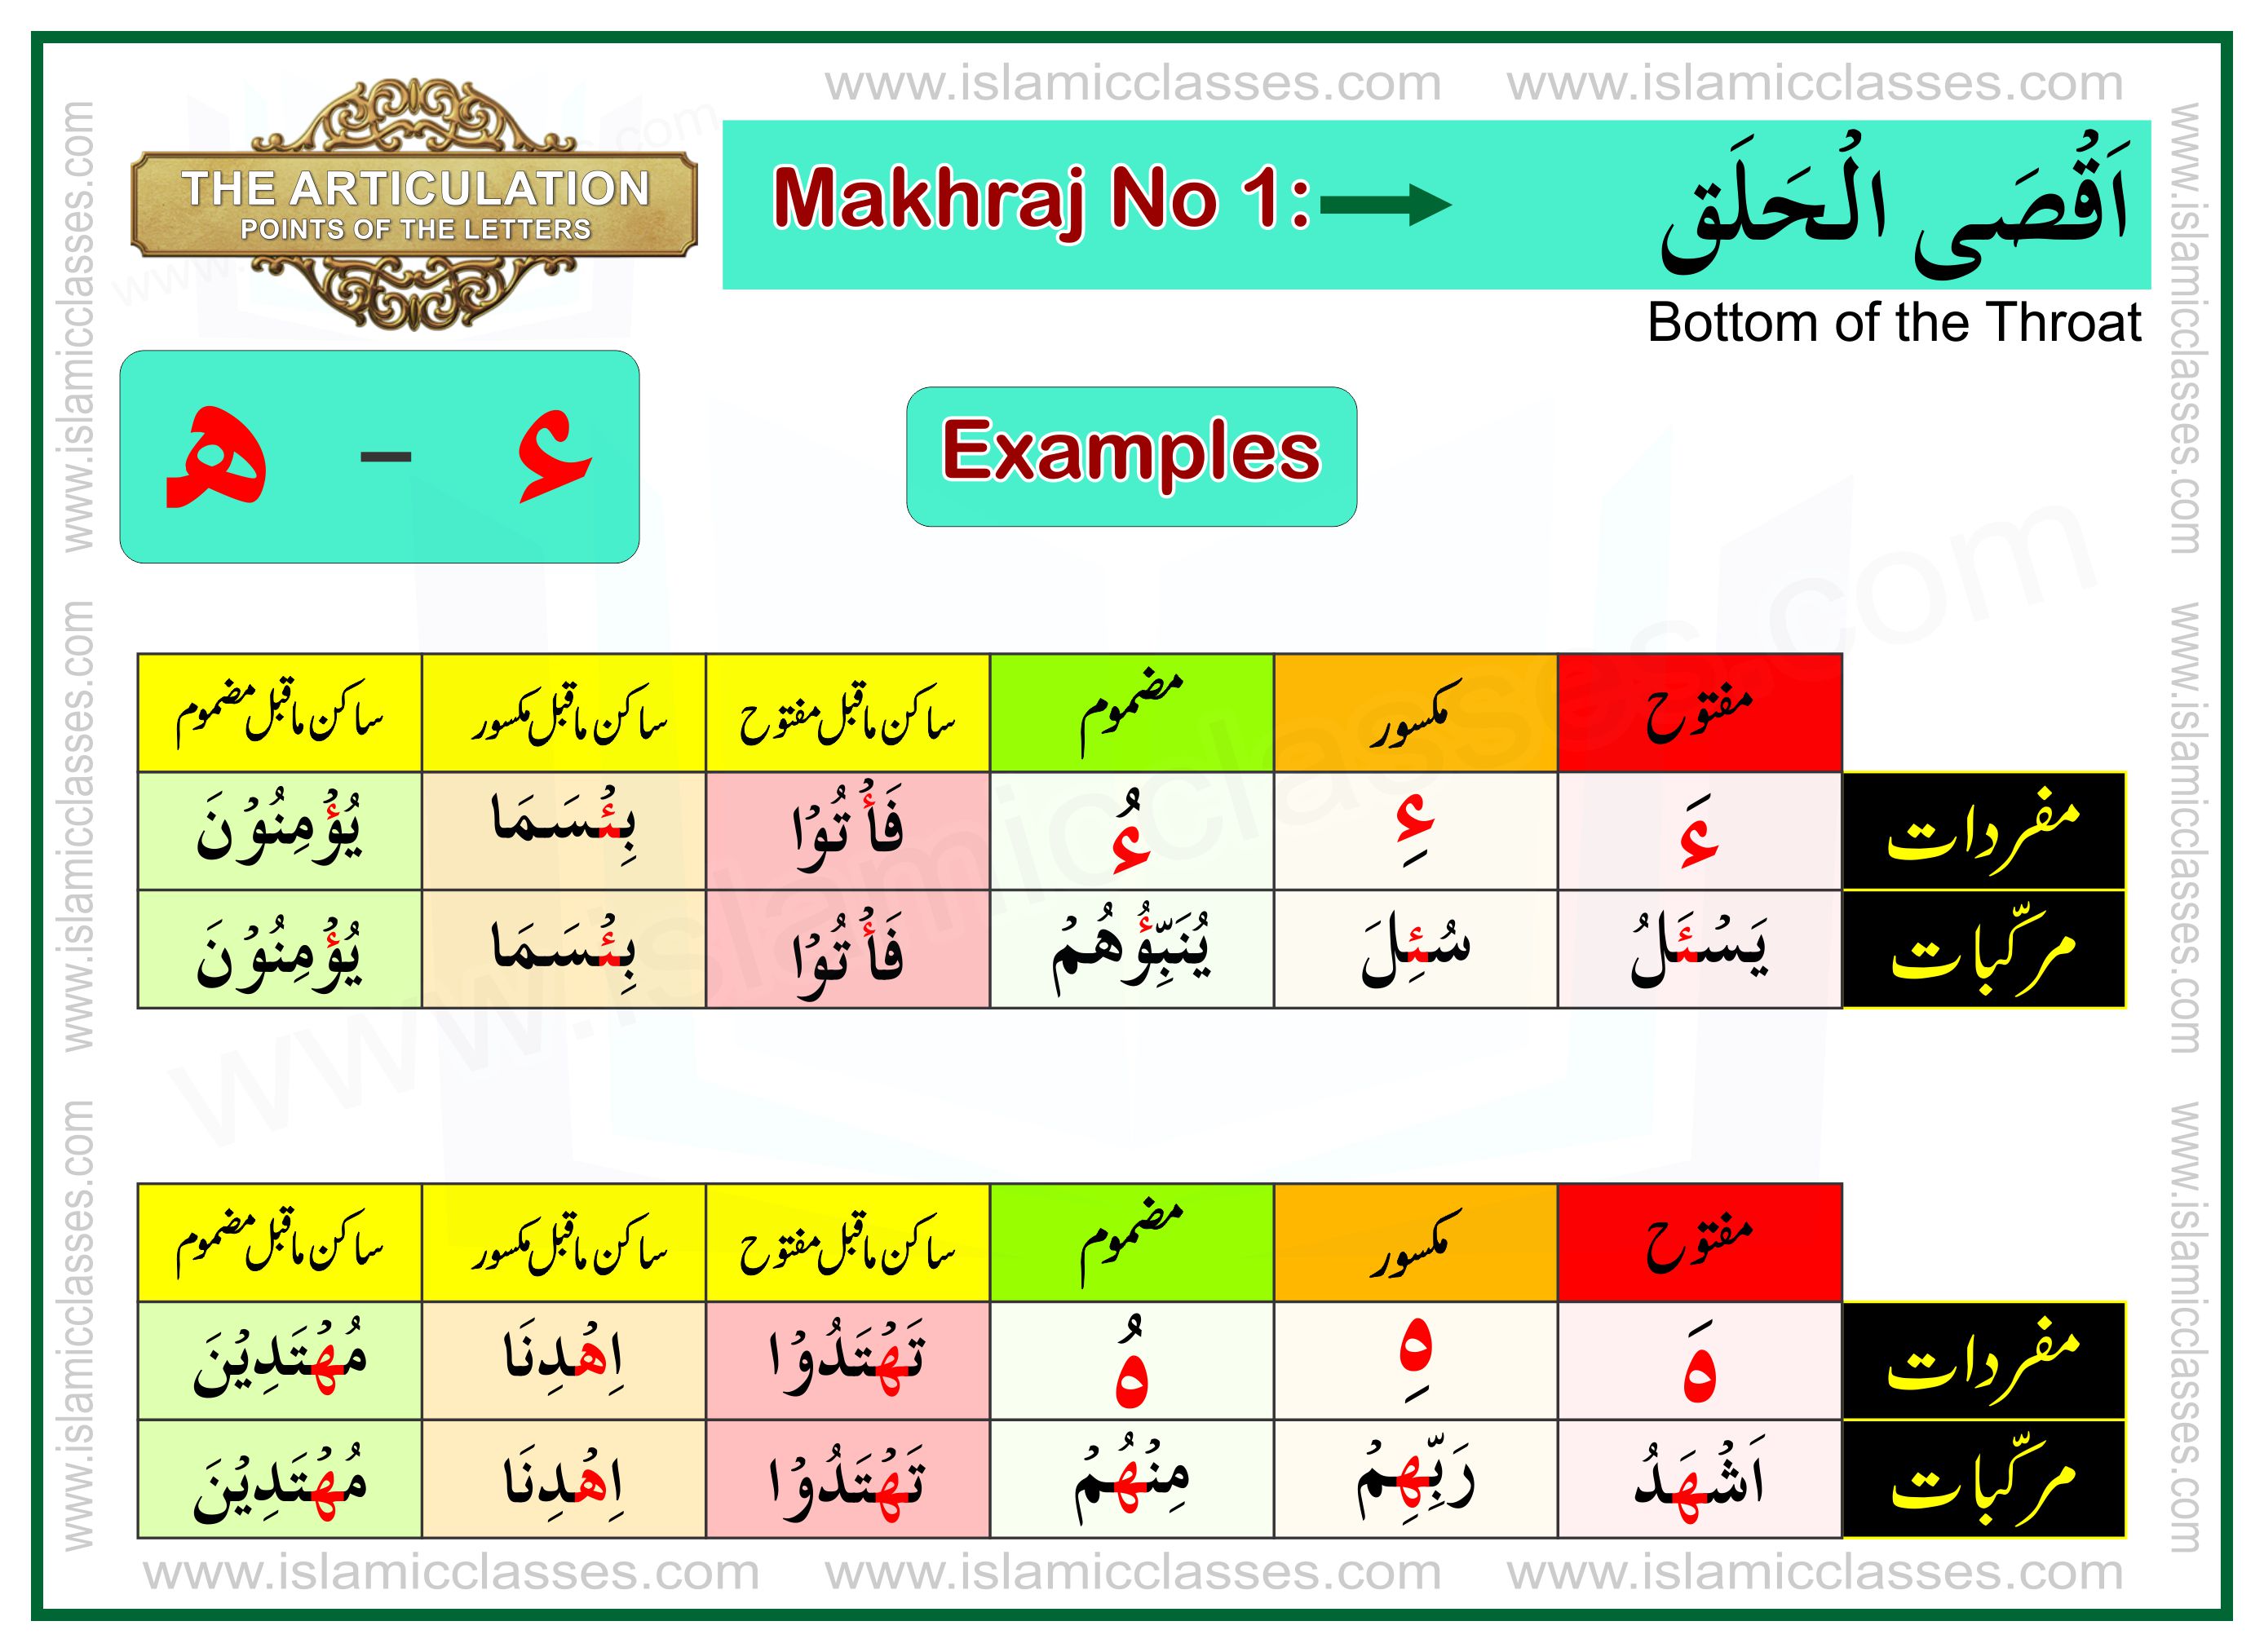 www.islamicclasses.com www.islamicclasses.com
THE ARTICULATION
POINTS OF THE LETTERS
Makhraj No 1:
اَقْصَى الْحَلَق
Bottom of the Throat
ء - ھ
Examples
مفتوح مکسور مضموم ساکن ماقبل مفتوح ساکن ماقبل مکسور ساکن ماقبل مضموم
مفردات ءَ ءِ ءُ فَأْتُوْا بِئْسَمَا يُؤْمِنُوْنَ
مرکّبات يَسْئَلُ سُئِلَ يُنَبِّؤُهُمْ فَأْتُوْا بِئْسَمَا يُؤْمِنُوْنَ
مفتوح مکسور مضموم ساکن ماقبل مفتوح ساکن ماقبل مکسور ساکن ماقبل مضموم
مفردات هَ هِ هُ تَهْتَدُوْا اِهْدِنَا مُهْتَدِيْنَ
مرکّبات اَشْهَدُ رَبِّهِمْ مِنْهُمْ تَهْتَدُوْا اِهْدِنَا مُهْتَدِيْنَ
www.islamicclasses.com www.islamicclasses.com www.islamicclasses.com
www.islamicclasses.com www.islamicclasses.com www.islamicclasses.com
www.islamicclasses.com www.islamicclasses.com www.islamicclasses.com
www.islamicclasses.com